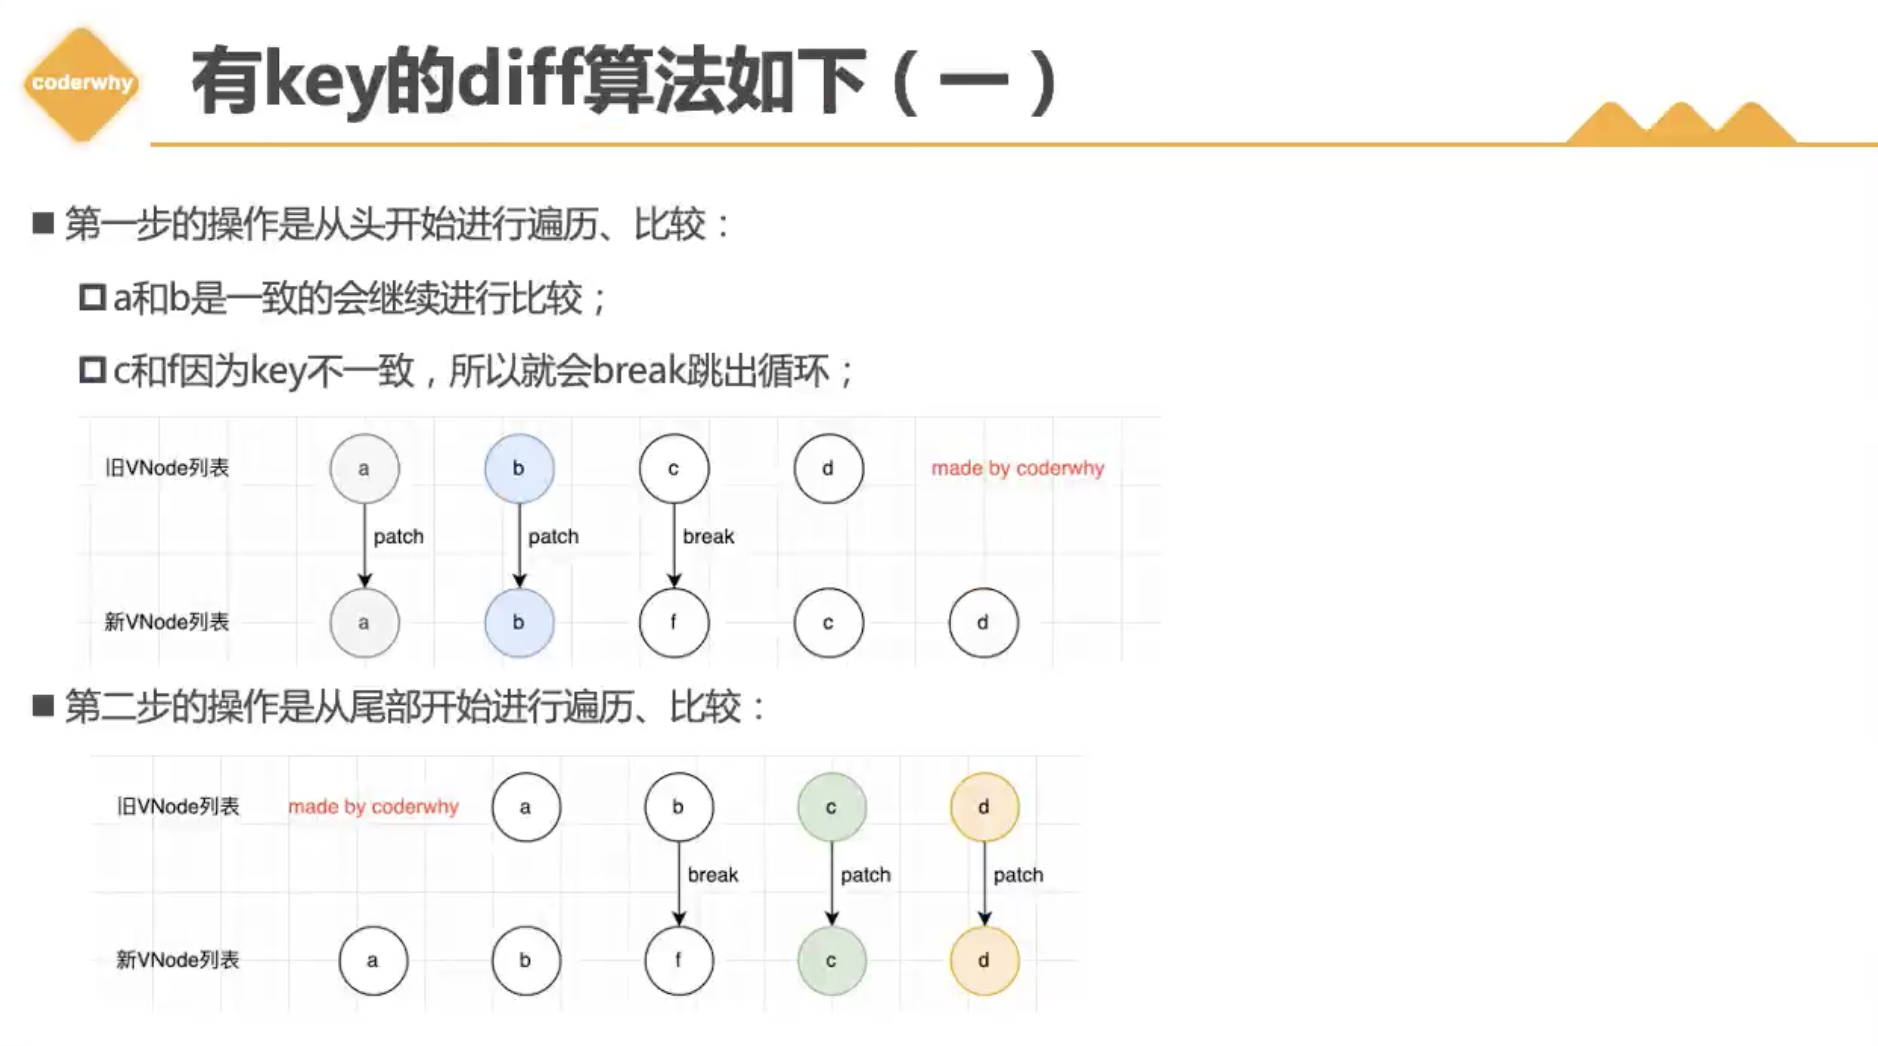 coderwhy
有key的diff算法如下（一）
■ 第一步的操作是从头开始进行遍历、比较：
a和b是一致的会继续进行比较；
c和f因为key不一致，所以就会break跳出循环；
旧VNode列表 a b c d made by coderwhy
patch patch break
新VNode列表 a b f c d
■ 第二步的操作是从尾部开始进行遍历、比较：
旧VNode列表 made by coderwhy a b c d
break patch patch
新VNode列表 a b f c d